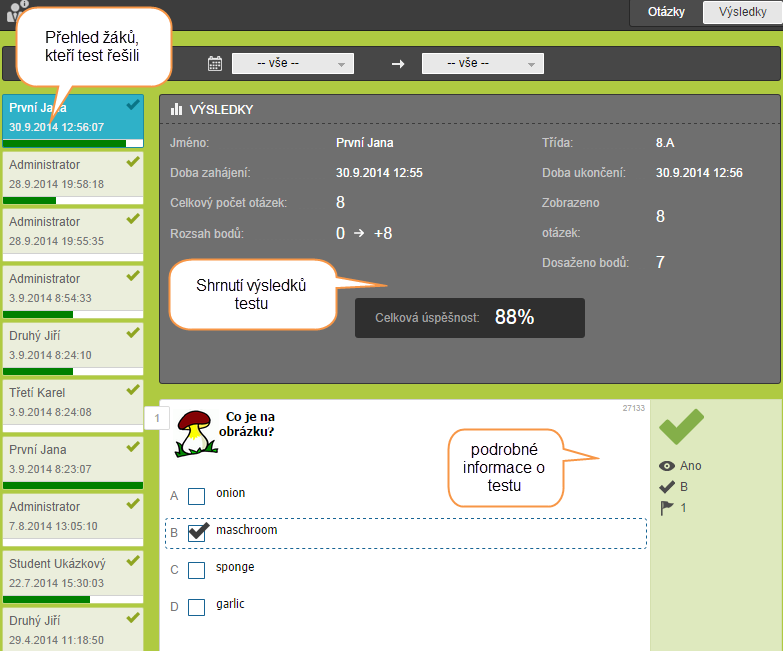 Otázky
Výsledky
Přehled žáků,
kteří test řešili
-- vše --
-- vše --
První Jana
30.9.2014 12:56:07
Administrator
28.9.2014 19:58:18
Administrator
28.9.2014 19:55:35
Administrator
3.9.2014 8:54:33
Druhý Jiří
3.9.2014 8:24:10
Třetí Karel
3.9.2014 8:24:08
První Jana
3.9.2014 8:23:07
Administrator
7.8.2014 13:05:10
Student Ukázkový
22.7.2014 15:30:03
Druhý Jiří
29.4.2014 11:18:50
VÝSLEDKY
Jméno: První Jana Třída: 8.A
Doba zahájení: 30.9.2014 12:55 Doba ukončení: 30.9.2014 12:56
Celkový počet otázek: 8 Zobrazeno
otázek: 8
Rozsah bodů: 0 → +8
Dosaženo bodů: 7
Shrnutí výsledků
testu
Celková úspěšnost: 88%
1
27133
Co je na
obrázku?
A onion
B maschroom
C sponge
D garlic
podrobné
informace o
testu
Ano
B
1